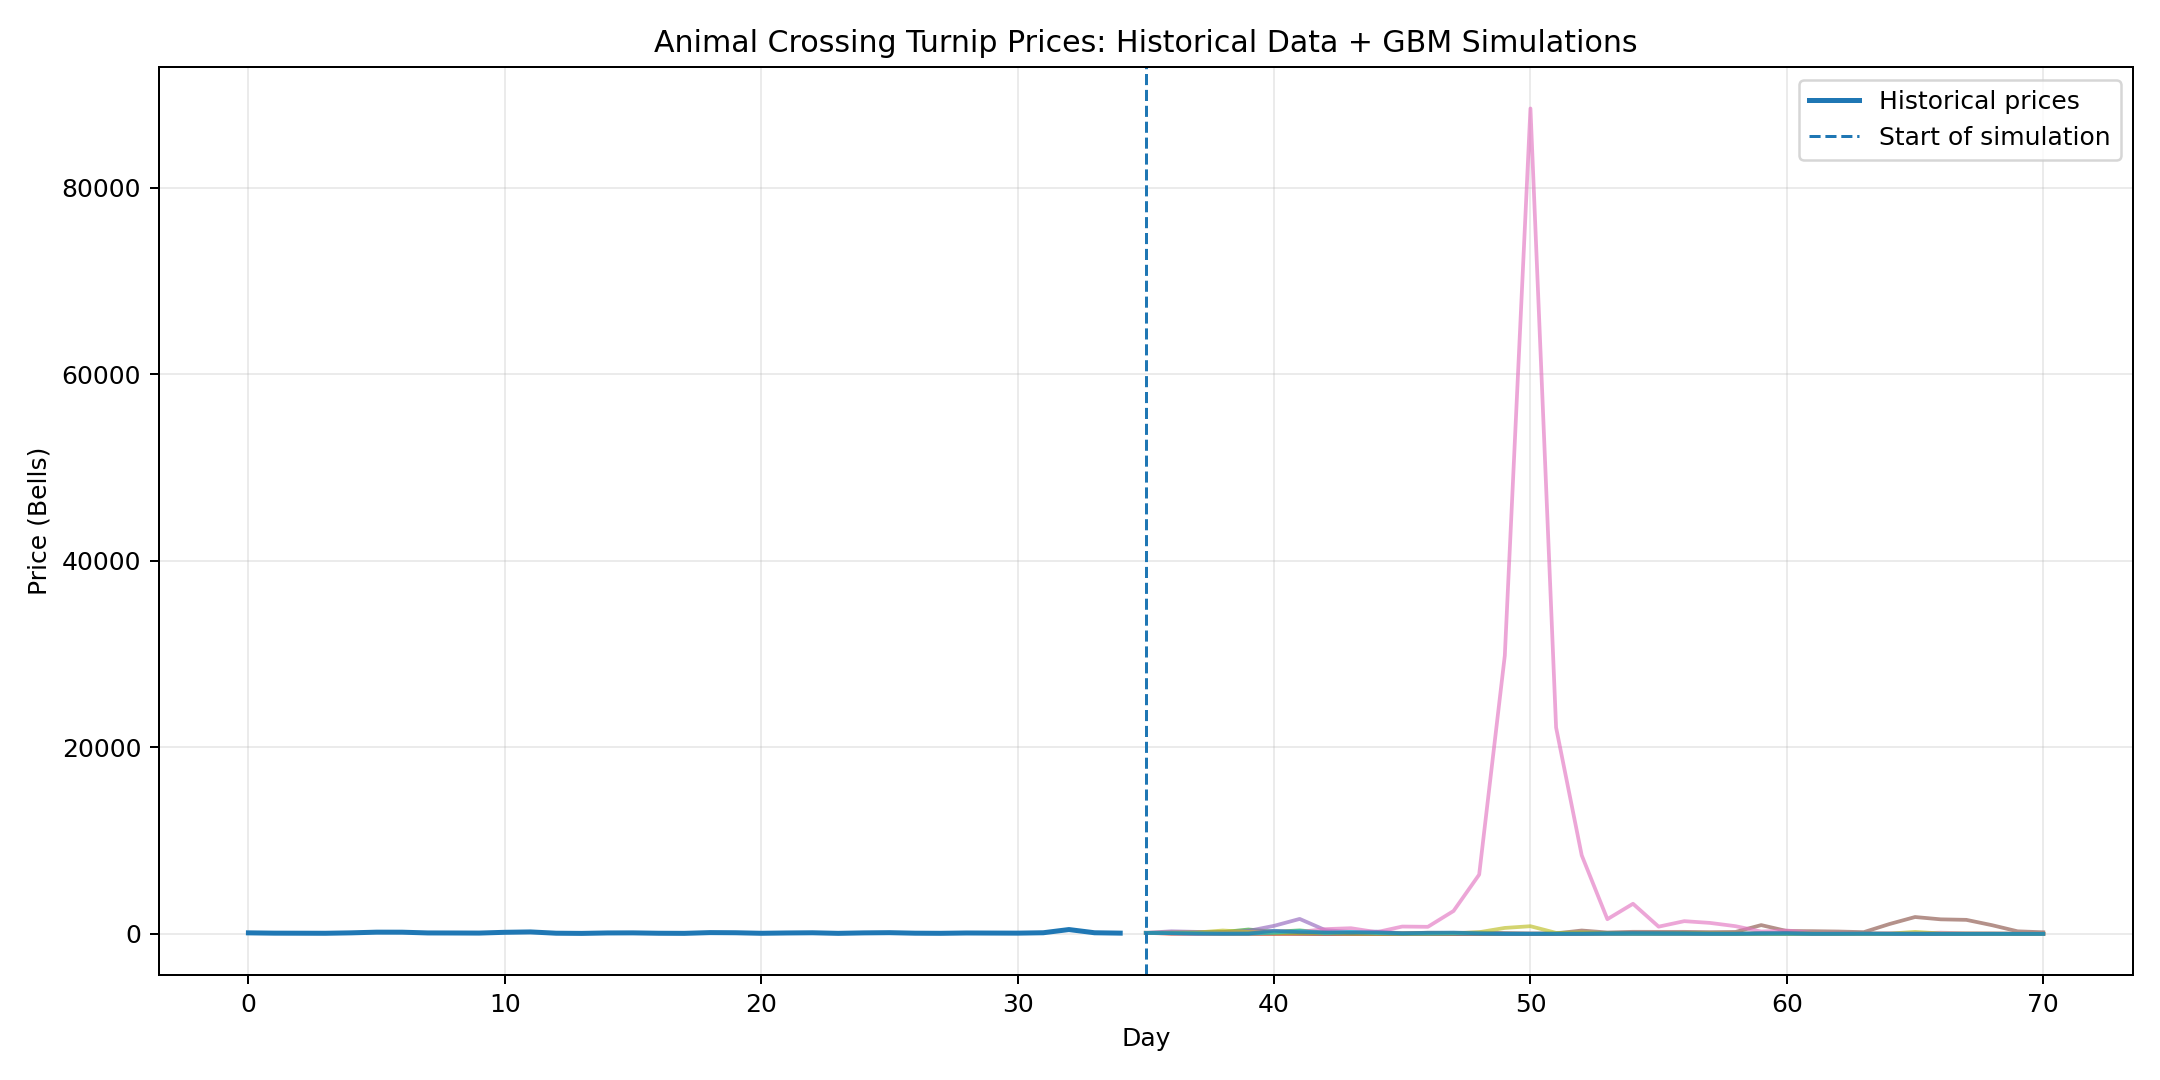 Animal Crossing Turnip Prices: Historical Data + GBM Simulations
Historical prices
Start of simulation
Price (Bells)
80000
60000
40000
20000
0
0 10 20 30 40 50 60 70
Day